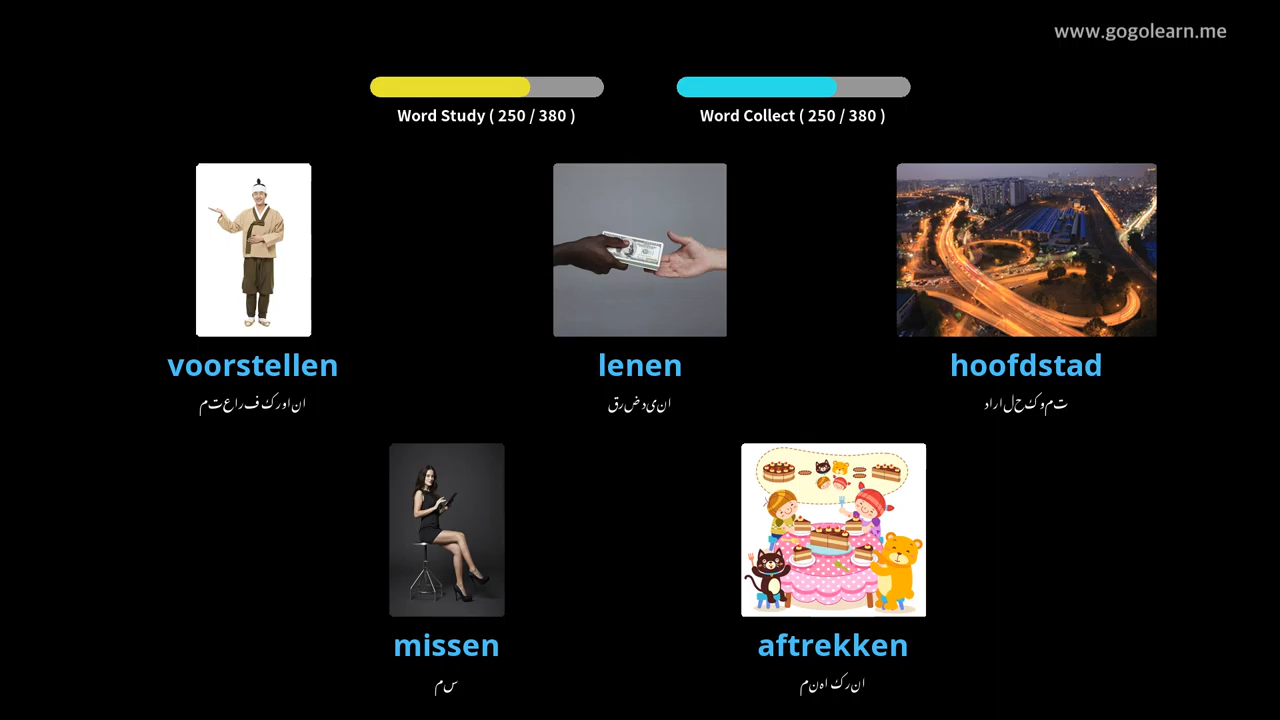 www.gogolearn.me
Word Study ( 250 / 380 )
Word Collect ( 250 / 380 )
voorstellen
lenen
hoofdstad
متعارف کروانا
قرض دینا
دارالحکومت
missen
aftrekken
مس
منہا کرنا